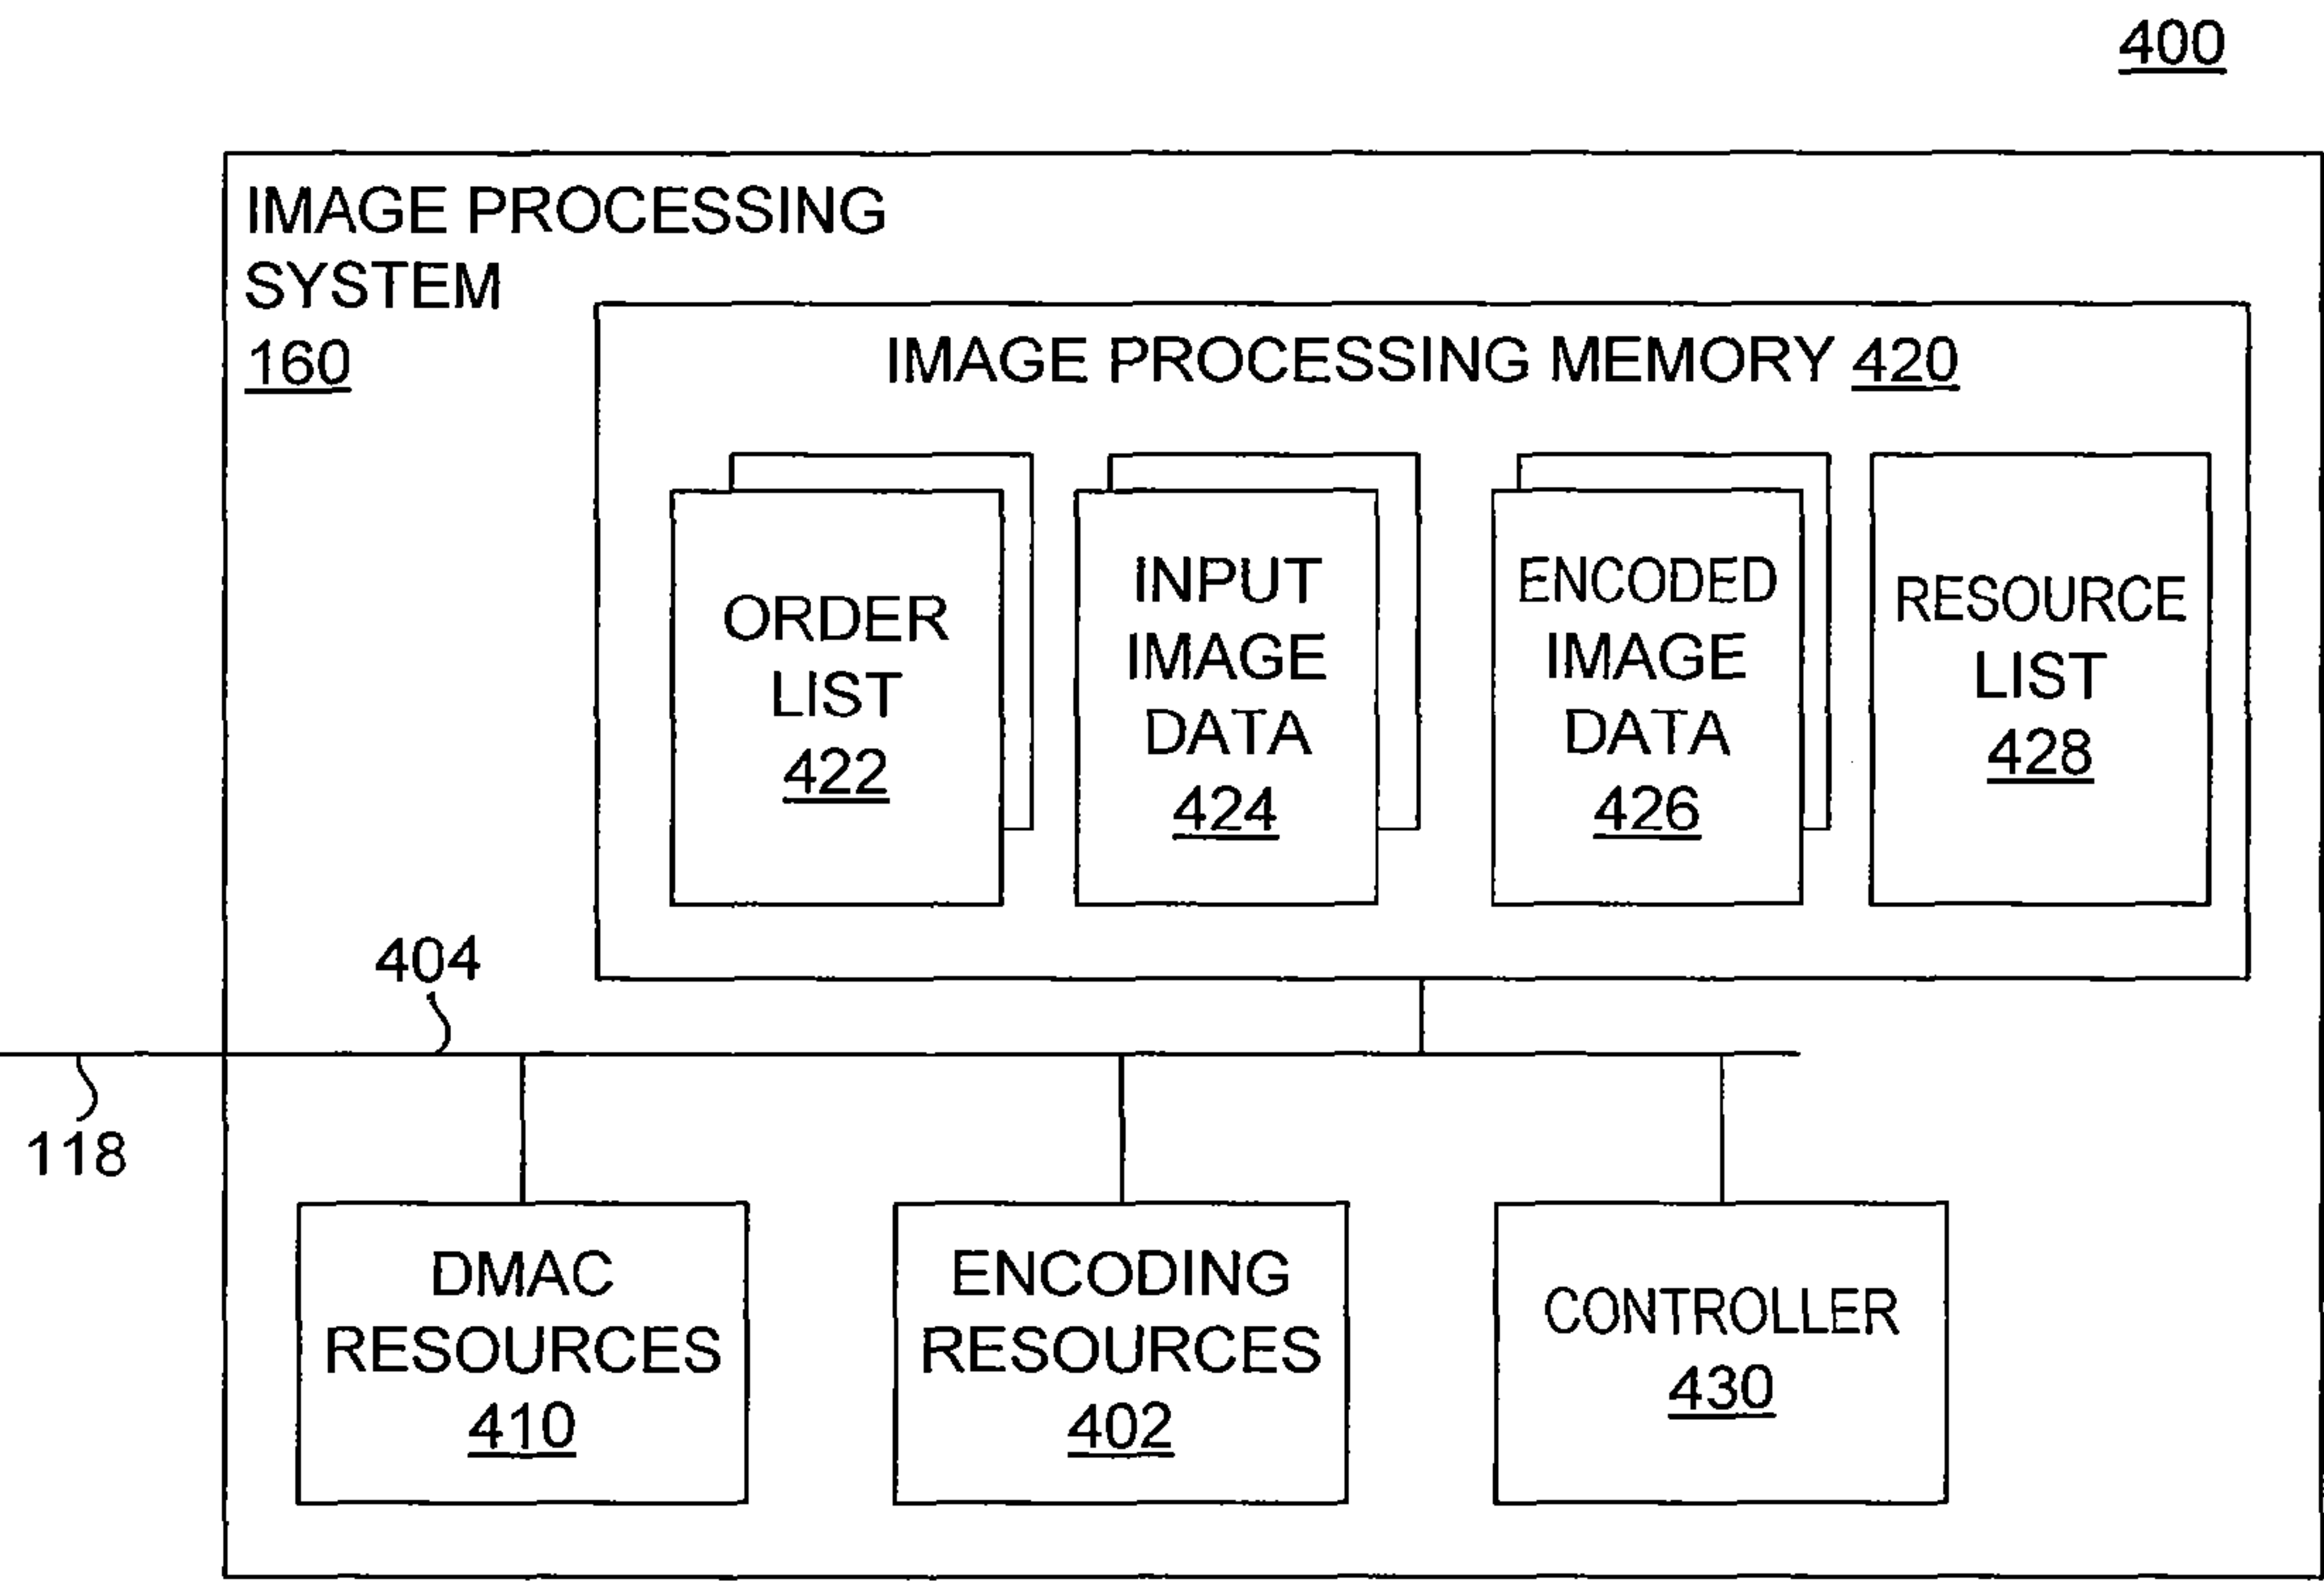 400
IMAGE PROCESSING
SYSTEM
160
IMAGE PROCESSING MEMORY 420
ORDER
LIST
422
INPUT
IMAGE
DATA
424
ENCODED
IMAGE
DATA
426
RESOURCE
LIST
428
404
118
DMAC
RESOURCES
410
ENCODING
RESOURCES
402
CONTROLLER
430